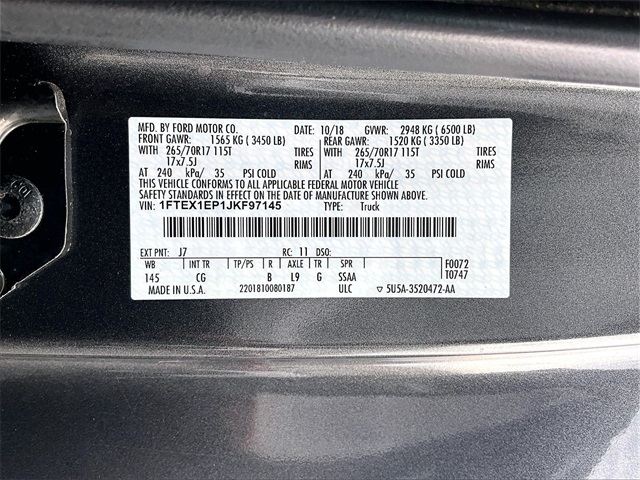 MFD. BY FORD MOTOR CO. DATE: 10/18 GVWR: 2948 KG ( 6500 LB)
FRONT GAWR: 1565 KG ( 3450 LB) REAR GAWR: 1520 KG ( 3350 LB)
WITH 265/70R17 115T TIRES WITH 265/70R17 115T TIRES
17x7.5J RIMS 17x7.5J RIMS
AT 240 kPa/ 35 PSI COLD AT 240 kPa/ 35 PSI COLD
THIS VEHICLE CONFORMS TO ALL APPLICABLE FEDERAL MOTOR VEHICLE
SAFETY STANDARDS IN EFFECT ON THE DATE OF MANUFACTURE SHOWN ABOVE.
VIN: 1FTEX1EP1JKF97145 TYPE: Truck
EXT PNT: J7 RC: 11 DSO:
WB INT TR TP/PS R AXLE TR SPR F0072
145 CG B L9 G SSAA T0747
MADE IN U.S.A. 2201810080187 ULC ▽ 5U5A-3520472-AA